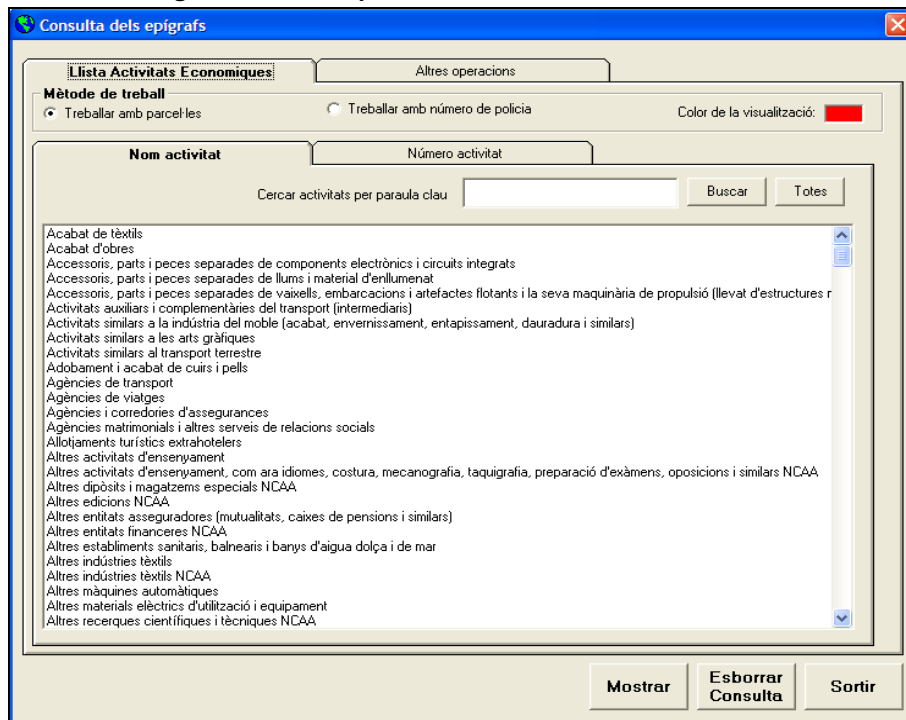 Consulta dels epígrafs
Llista Activitats Economiques
Altres operacions
Mètode de treball
Treballar amb parcel·les
Treballar amb número de policia
Color de la visualització:
Nom activitat
Número activitat
Cercar activitats per paraula clau
Buscar
Totes
Acabat de tèxtils
Acabat d'obres
Accessoris, parts i peces separades de components electrònics i circuits integrats
Accessoris, parts i peces separades de llums i material d'enllumenat
Accessoris, parts i peces separades de vaixells, embarcacions i artefactes flotants i la seva maquinària de propulsió (llevat d'estructures r
Activitats auxiliars i complementàries del transport (intermediaris)
Activitats similars a la indústria del moble (acabat, envernissament, entapissament, dauradura i similars)
Activitats similars a les arts gràfiques
Activitats similars al transport terrestre
Adobament i acabat de cuirs i pells
Agències de transport
Agències de viatges
Agències i corredories d'assegurances
Agències matrimonials i altres serveis de relacions socials
Allotjaments turístics extrahotelers
Altres activitats d'ensenyament
Altres activitats d'ensenyament, com ara idiomes, costura, mecanografia, taquigrafia, preparació d'exàmens, oposicions i similars NCAA
Altres dipòsits i magatzems especials NCAA
Altres edicions NCAA
Altres entitats asseguradores (mutualitats, caixes de pensions i similars)
Altres entitats financeres NCAA
Altres establiments sanitaris, balnearis i banys d'aigua dolça i de mar
Altres indústries tèxtils
Altres indústries tèxtils NCAA
Altres màquines automàtiques
Altres materials elèctrics d'utilització i equipament
Altres recerques científiques i tècniques NCAA
Mostrar
Esborrar
Consulta
Sortir